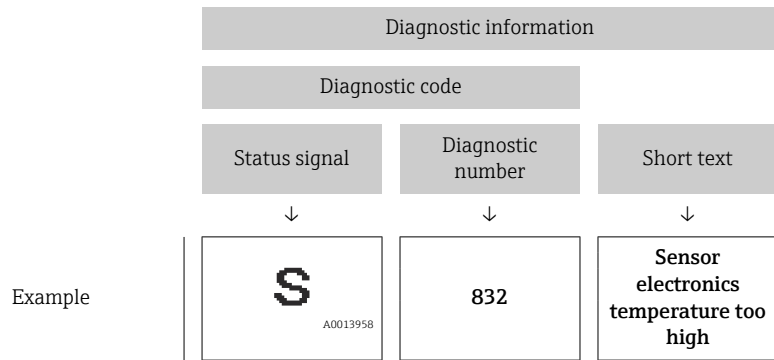 Diagnostic information
Diagnostic code
Status signal
Diagnostic
number
Short text
↓ ↓ ↓
Example
S
A0013958
832
Sensor
electronics
temperature too
high